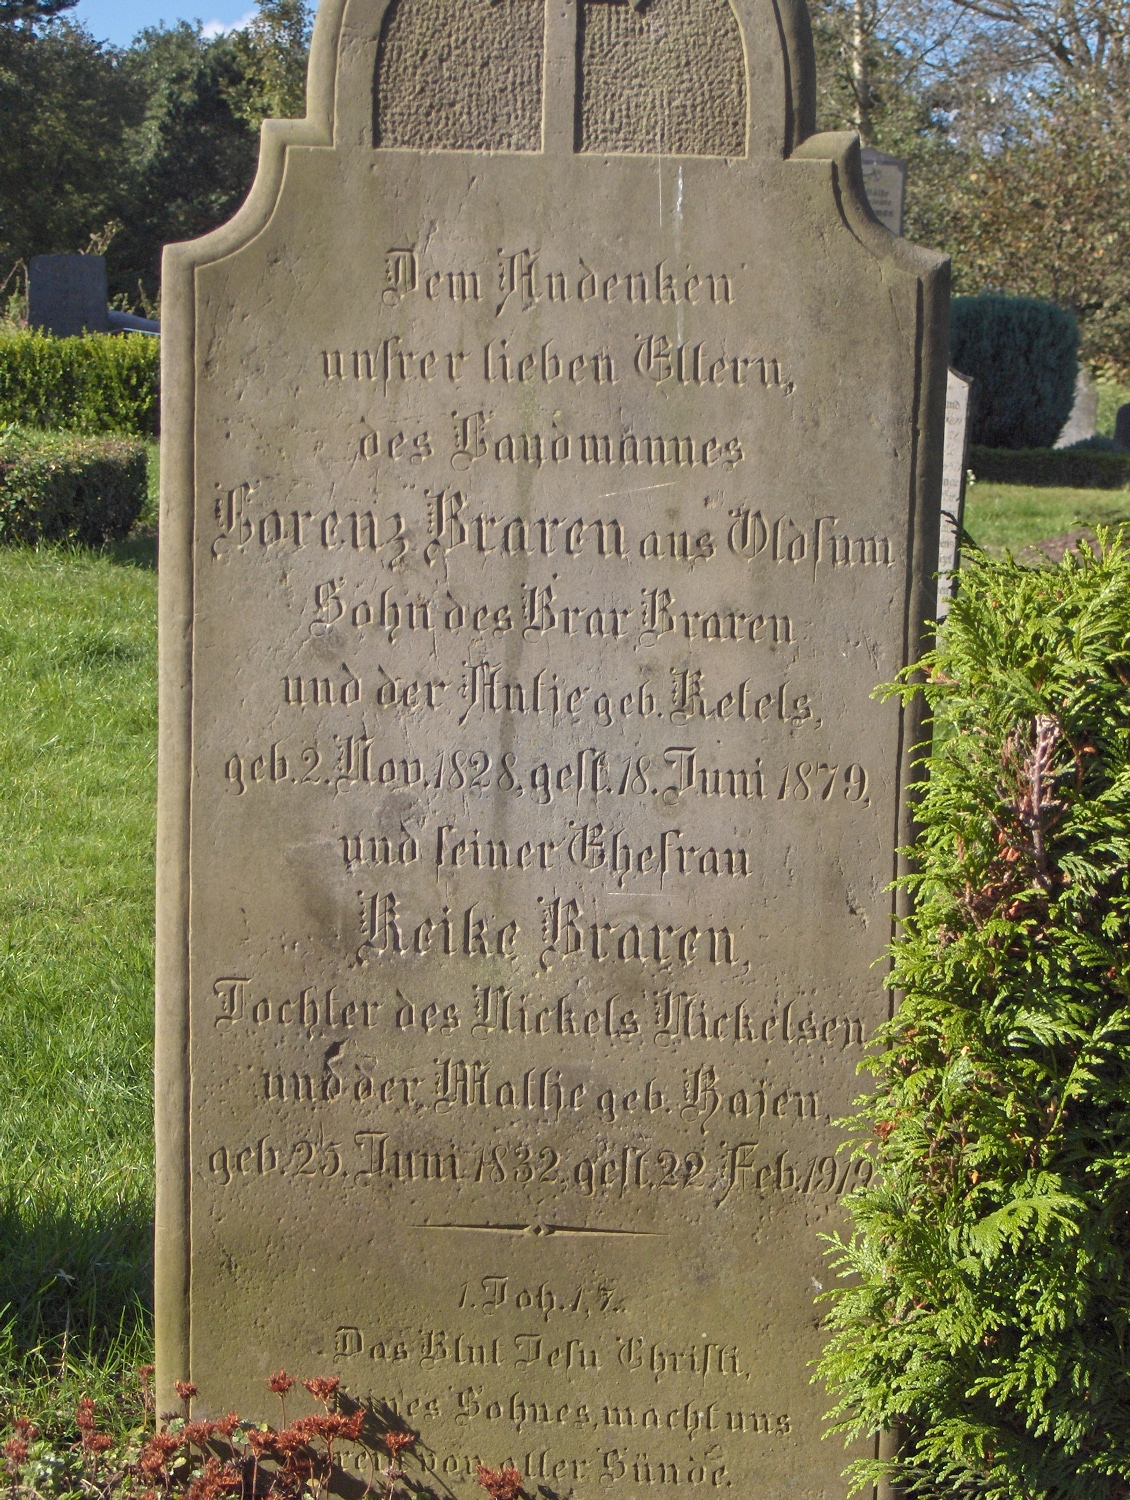 Dem Andenken
unsrer lieben Eltern,
des Landmannes
Lorenz Braren aus Oldsum
Sohn des Brar Braren
und der Antje geb. Ketels,
geb. 2. Nov. 1828, gest. 18. Juni 1879,
und seiner Ehefrau
Keike Braren,
Tochter des Nickels Nickelsen
und der Mathe geb. Hajen,
geb. 25. Juni 1832, gest. 22. Feb. 1919
1. Joh. 1, 7.
Das Blut Jesu Christi,
seines Sohnes, macht uns
rein von aller Sünde.